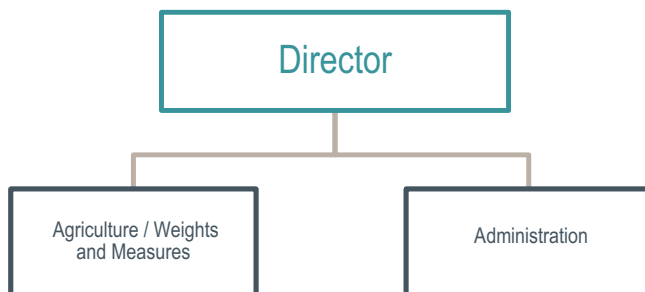 Director
Agriculture / Weights
and Measures
Administration